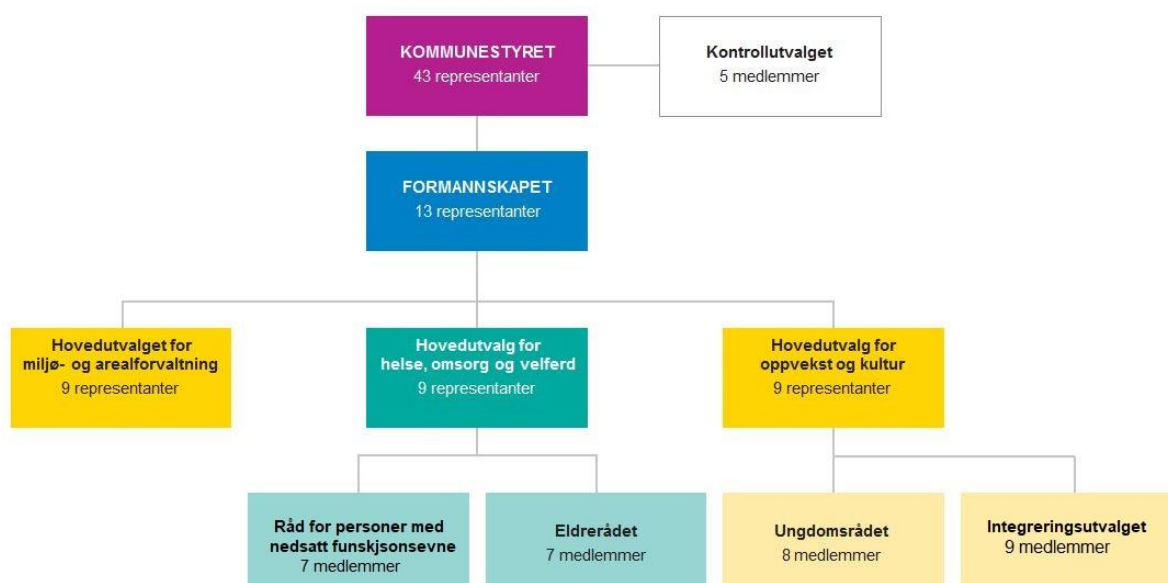 KOMMUNESTYRET
43 representanter
Kontrollutvalget
5 medlemmer
FORMANNSKAPET
13 representanter
Hovedutvalget for
miljø- og arealforvaltning
9 representanter
Hovedutvalg for
helse, omsorg og velferd
9 representanter
Hovedutvalg for
oppvekst og kultur
9 representanter
Råd for personer med
nedsatt funskjsonsevne
7 medlemmer
Eldrerådet
7 medlemmer
Ungdomsrådet
8 medlemmer
Integreringsutvalget
9 medlemmer